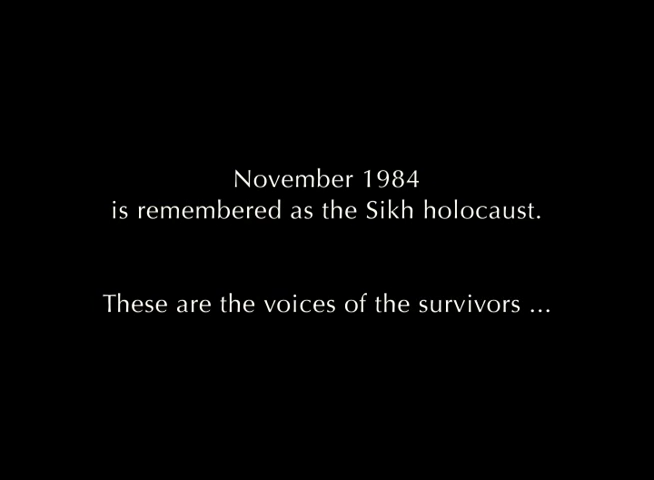 November 1984
is remembered as the Sikh holocaust.
These are the voices of the survivors ...